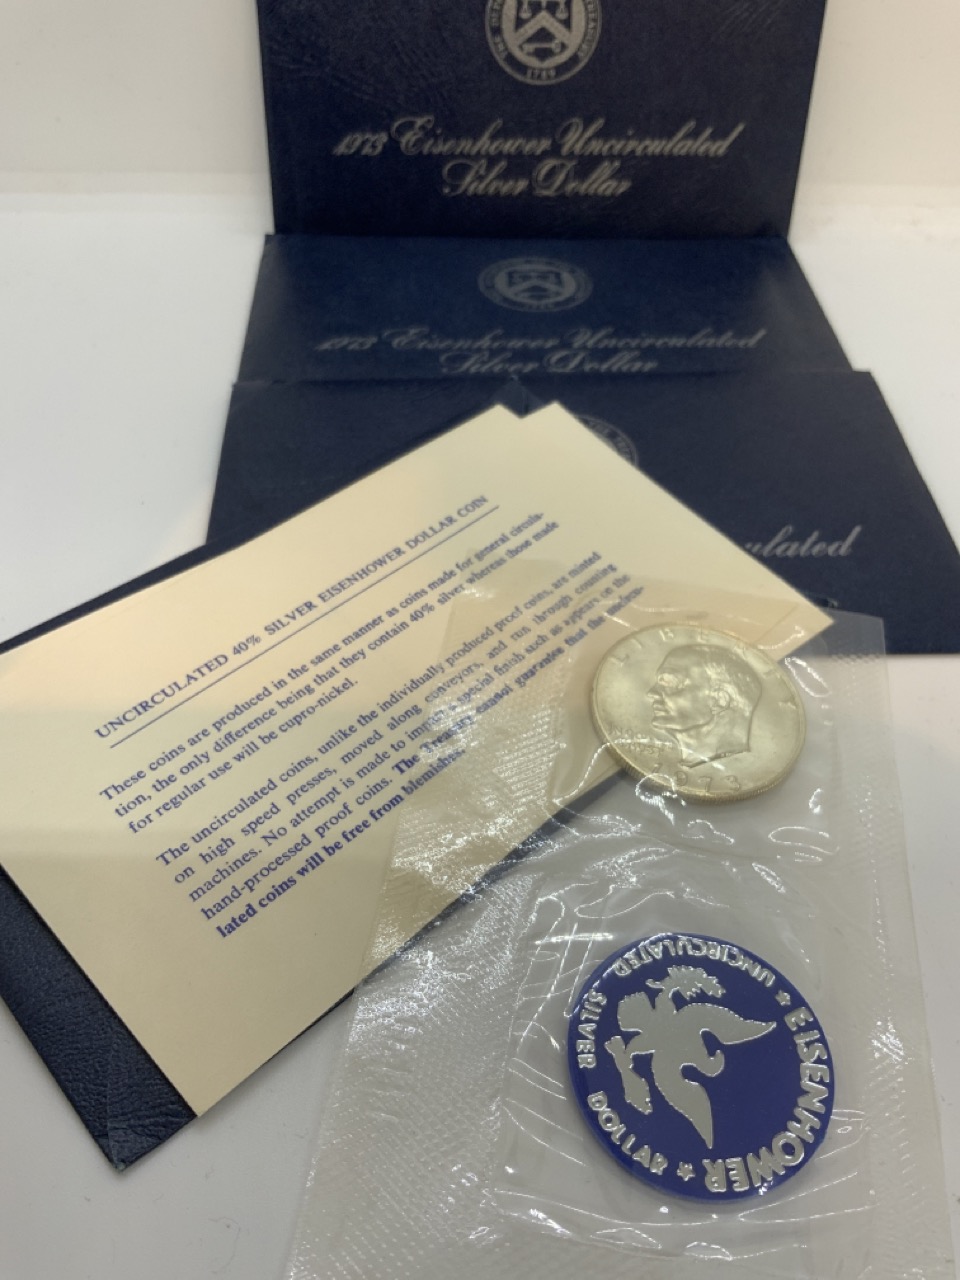 1789
1973 Eisenhower Uncirculated
Silver Dollar
1973 Eisenhower Uncirculated
Silver Dollar
ulated
UNCIRCULATED 40% SILVER EISENHOWER DOLLAR COIN
These coins are produced in the same manner as coins made for general circula-
tion, the only difference being that they contain 40% silver whereas those made
for regular use will be cupro-nickel.
The uncirculated coins, unlike the individually produced proof coins, are minted
on high speed presses, moved along conveyors, and run through counting
machines. No attempt is made to impart a special finish such as appears on the
hand-processed proof coins. The Treasury cannot guarantee that the
lated coins will be free from blemishes.
LIBERTY
1973
EISENHOWER
UNCIRCULATED SILVER DOLLAR